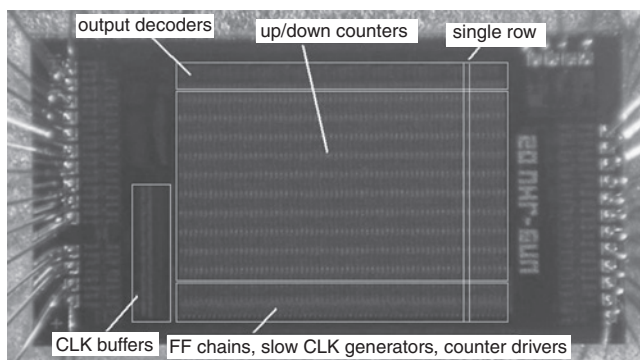 output decoders
up/down counters
single row
CLK buffers
FF chains, slow CLK generators, counter drivers